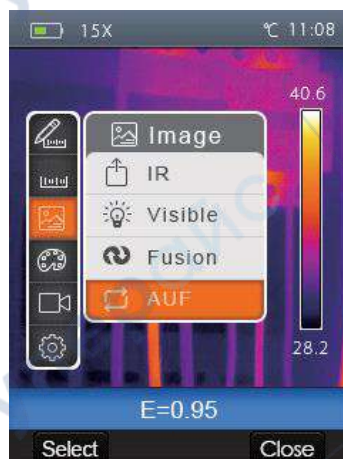 15X ℃ 11:08
40.6
Image
IR
Visible
Fusion
AUF
28.2
E=0.95
Select Close